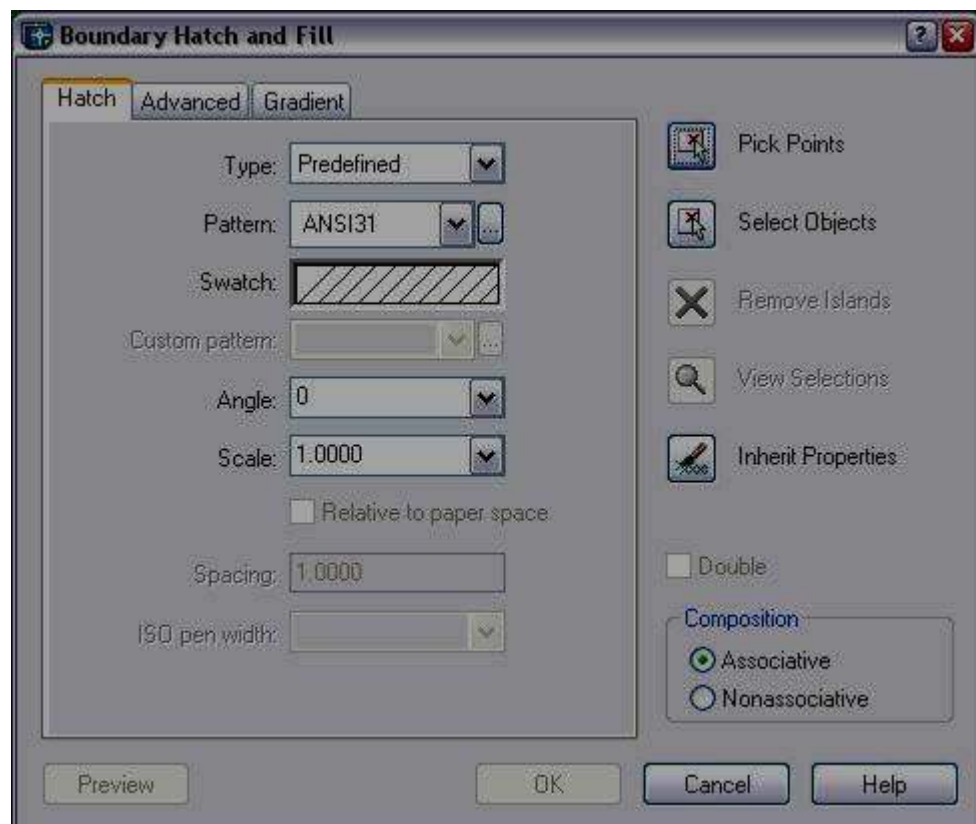 Boundary Hatch and Fill
Hatch Advanced Gradient
Type: Predefined
Pattern: ANSI31 ...
Swatch:
Custom pattern: ...
Angle: 0
Scale: 1.0000
Relative to paper space
Spacing: 1.0000
ISO pen width:
Pick Points
Select Objects
Remove Islands
View Selections
Inherit Properties
Double
Composition
Associative
Nonassociative
Preview OK Cancel Help